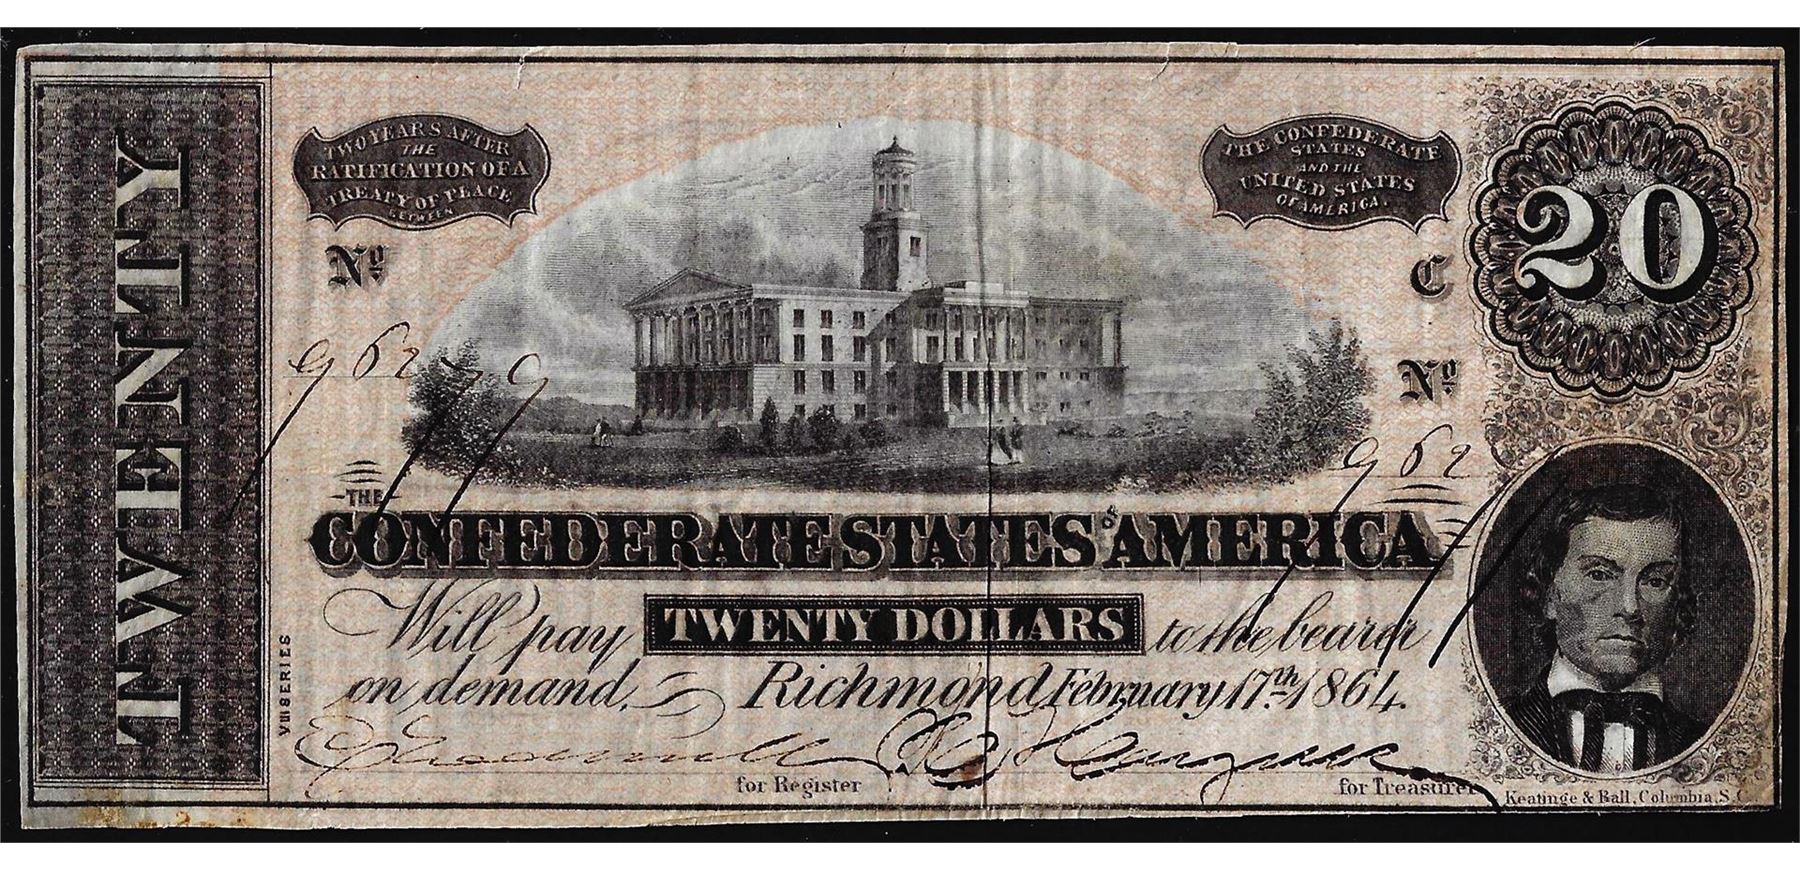 TWENTY
TWO YEARS AFTER
THE
RATIFICATION OF A
TREATY OF PEACE
BETWEEN
THE CONFEDERATE
STATES
AND THE
UNITED STATES
OF AMERICA.
20
Nº
C
Nº
THE
CONFEDERATE STATES OF AMERICA
Will pay TWENTY DOLLARS to the bearer
on demand, Richmond February 17th 1864.
VIII SERIES
for Register
for Treasurer
Keatinge & Ball, Columbia, S.C.